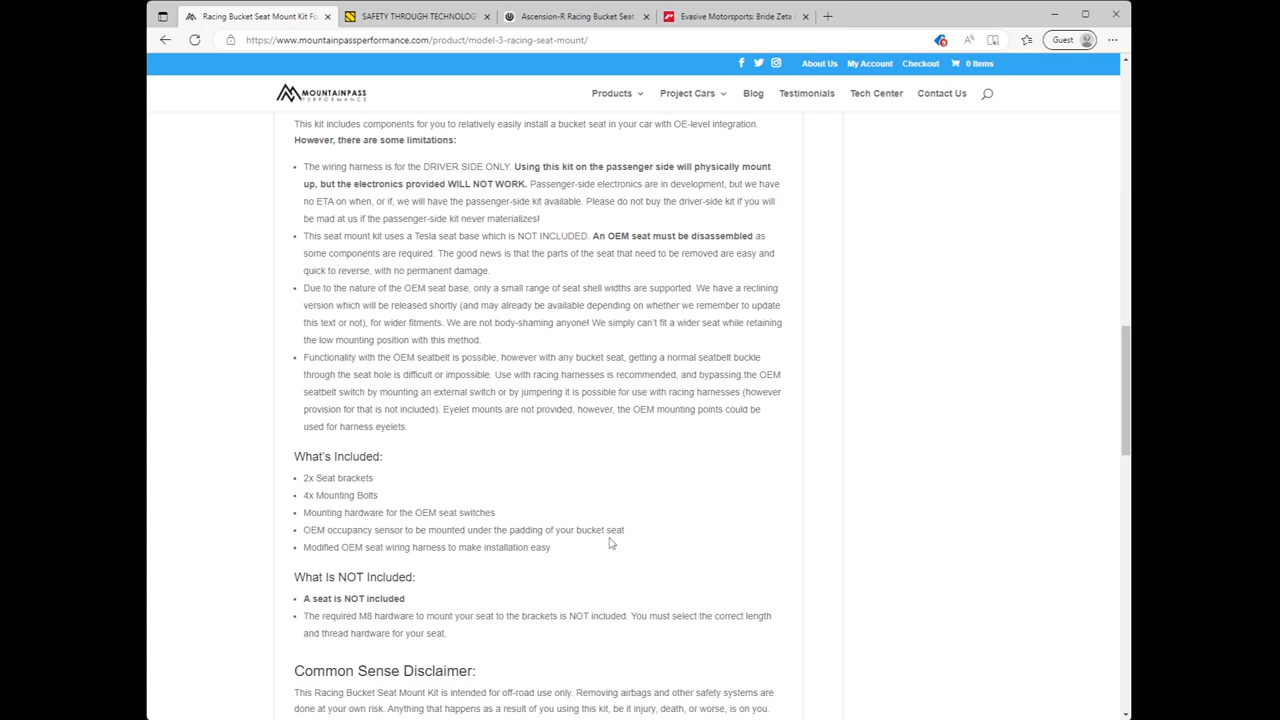 Racing Bucket Seat Mount Kit Fo
SAFETY THROUGH TECHNOLOG
Ascension-R Racing Bucket Seat
Evasive Motorsports: Bride Zeta
https://www.mountainpassperformance.com/product/model-3-racing-seat-mount/
Guest
About Us My Account Checkout 0 Items
MOUNTAINPASS
PERFORMANCE
Products Project Cars Blog Testimonials Tech Center Contact Us
This kit includes components for you to relatively easily install a bucket seat in your car with OE-level integration.
However, there are some limitations:
• The wiring harness is for the DRIVER SIDE ONLY. Using this kit on the passenger side will physically mount
up, but the electronics provided WILL NOT WORK. Passenger-side electronics are in development, but we have
no ETA on when, or if, we will have the passenger-side kit available. Please do not buy the driver-side kit if you will
be mad at us if the passenger-side kit never materializes!
• This seat mount kit uses a Tesla seat base which is NOT INCLUDED. An OEM seat must be disassembled as
some components are required. The good news is that the parts of the seat that need to be removed are easy and
quick to reverse, with no permanent damage.
• Due to the nature of the OEM seat base, only a small range of seat shell widths are supported. We have a reclining
version which will be released shortly (and may already be available depending on whether we remember to update
this text or not), for wider fitments. We are not body-shaming anyone! We simply can't fit a wider seat while retaining
the low mounting position with this method.
• Functionality with the OEM seatbelt is possible, however with any bucket seat, getting a normal seatbelt buckle
through the seat hole is difficult or impossible. Use with racing harnesses is recommended, and bypassing the OEM
seatbelt switch by mounting an external switch or by jumpering it is possible for use with racing harnesses (however
provision for that is not included). Eyelet mounts are not provided, however, the OEM mounting points could be
used for harness eyelets.
What's Included:
• 2x Seat brackets
• 4x Mounting Bolts
• Mounting hardware for the OEM seat switches
• OEM occupancy sensor to be mounted under the padding of your bucket seat
• Modified OEM seat wiring harness to make installation easy
What Is NOT Included:
• A seat is NOT included
• The required M8 hardware to mount your seat to the brackets is NOT included. You must select the correct length
and thread hardware for your seat.
Common Sense Disclaimer:
This Racing Bucket Seat Mount Kit is intended for off-road use only. Removing airbags and other safety systems are
done at your own risk. Anything that happens as a result of you using this kit, be it injury, death, or worse, is on you.